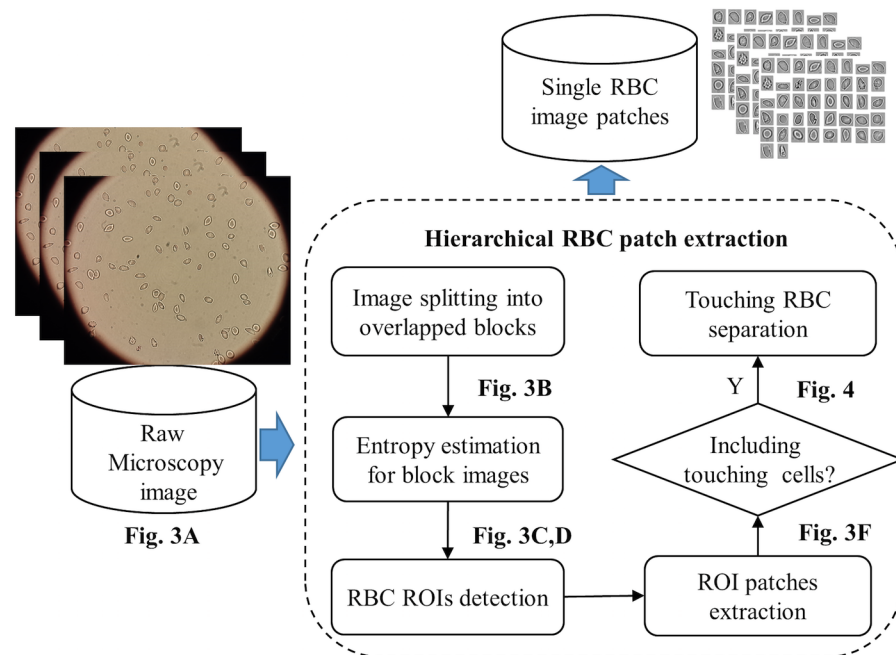 Single RBC
image patches
Hierarchical RBC patch extraction
Image splitting into
overlapped blocks
Touching RBC
separation
Fig. 3B
Y
Fig. 4
Raw
Microscopy
image
Entropy estimation
for block images
Including
touching cells?
Fig. 3A
Fig. 3C,D
Fig. 3F
RBC ROIs detection
ROI patches
extraction